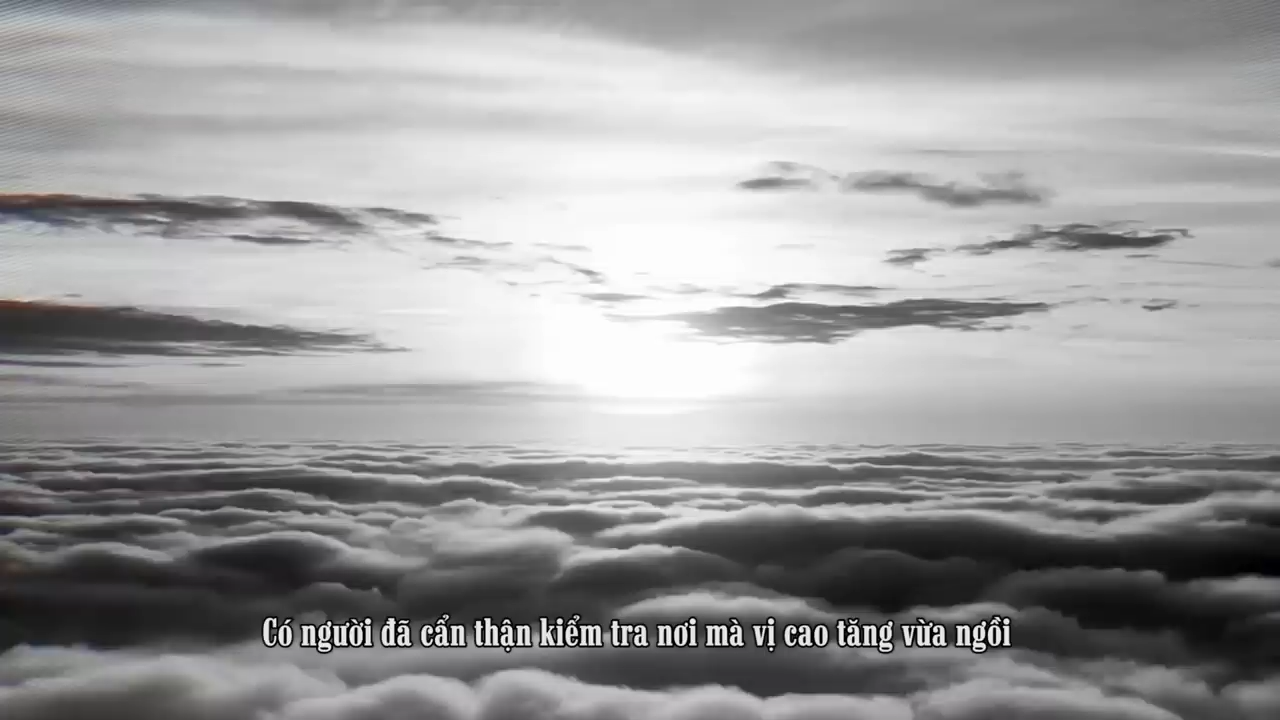 Có người đã cẩn thận kiểm tra nơi mà vị cao tăng vừa ngồi